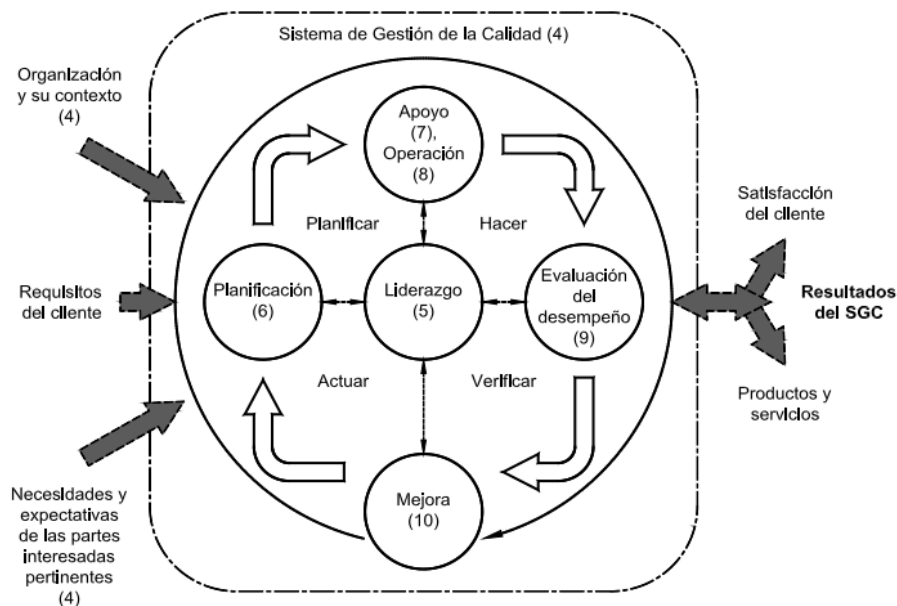 Sistema de Gestión de la Calidad (4)
Organización
y su contexto
(4)
Apoyo
(7),
Operación
(8)
Satisfacción
del cliente
Planificar
Hacer
Requisitos
del cliente
Planificación
(6)
Liderazgo
(5)
Evaluación
del
desempeño
(9)
Resultados
del SGC
Actuar
Verificar
Productos y
servicios
Mejora
(10)
Necesidades y
expectativas
de las partes
interesadas
pertinentes
(4)